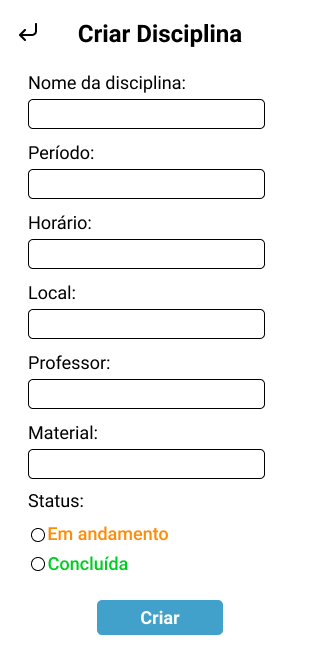 Criar Disciplina
Nome da disciplina:
Período:
Horário:
Local:
Professor:
Material:
Status:
Em andamento
Concluída
Criar